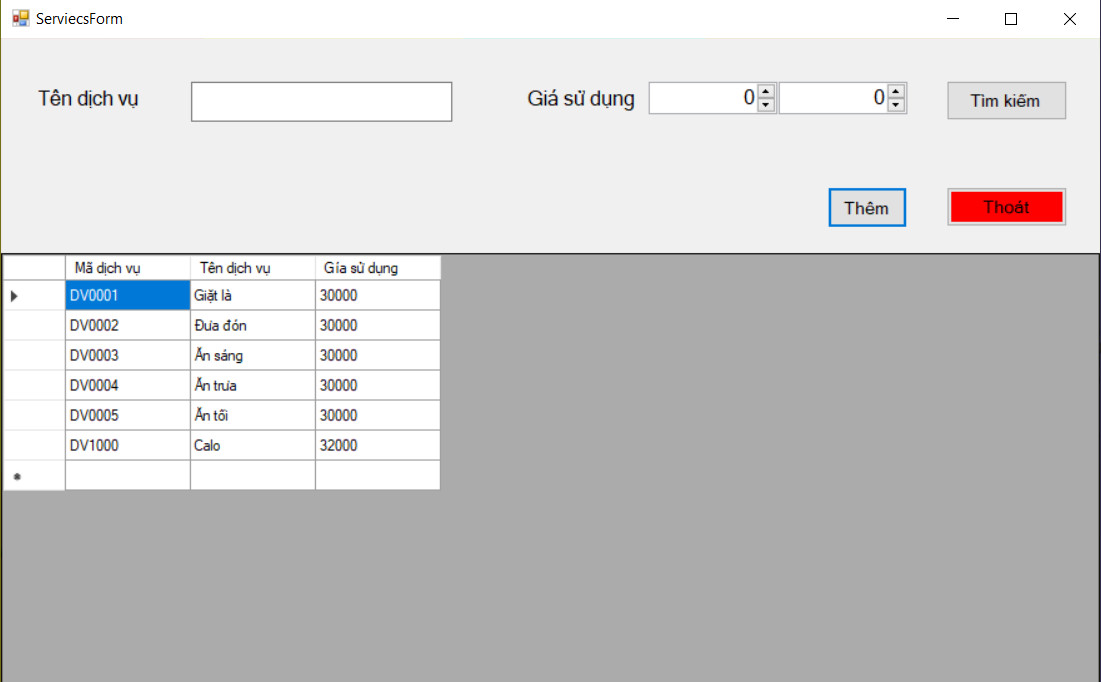 ServiecsForm
Tên dịch vụ
Giá sử dụng 0 0 Tìm kiếm
Thêm Thoát
Mã dịch vụ Tên dịch vụ Gía sử dụng
DV0001 Giặt là 30000
DV0002 Đưa đón 30000
DV0003 Ăn sáng 30000
DV0004 Ăn trưa 30000
DV0005 Ăn tối 30000
DV1000 Calo 32000